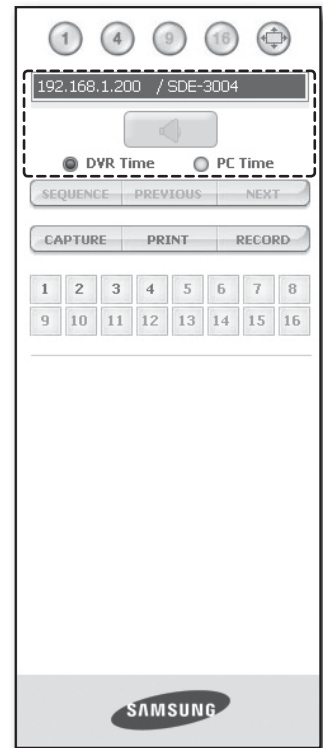 1 4 9 16
192.168.1.200 / SDE-3004
DVR Time PC Time
SEQUENCE PREVIOUS NEXT
CAPTURE PRINT RECORD
1 2 3 4 5 6 7 8
9 10 11 12 13 14 15 16
SAMSUNG